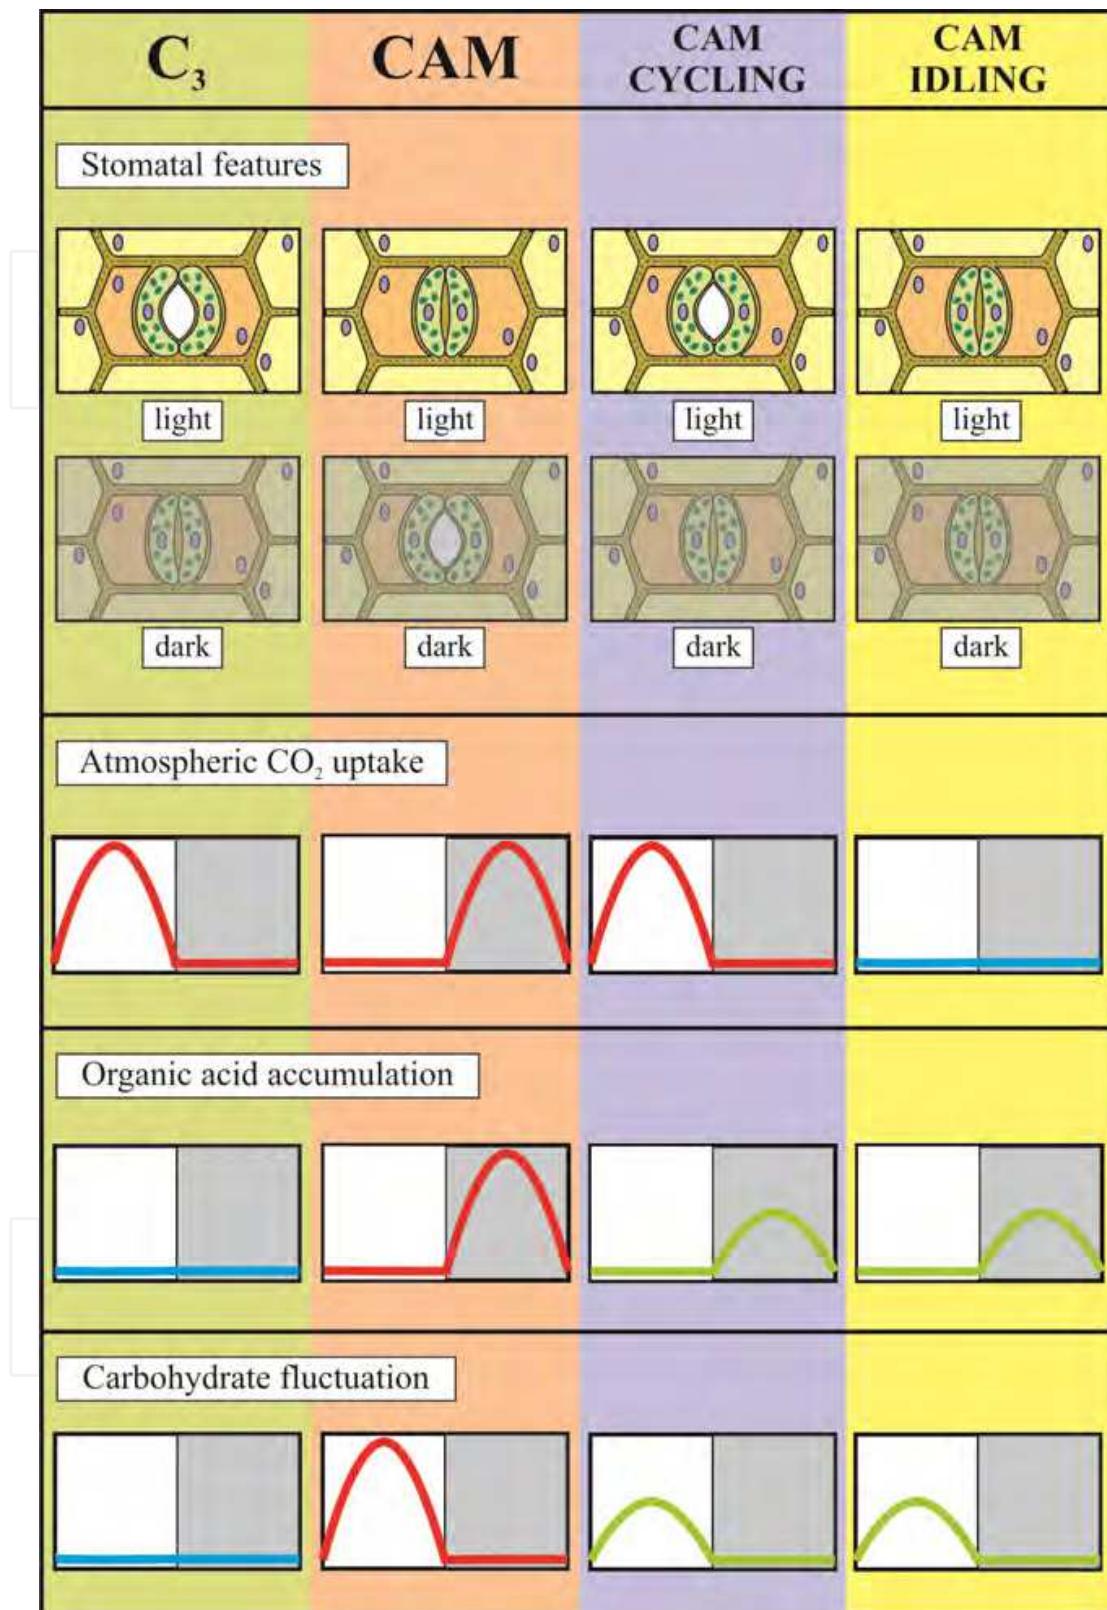 C₃
CAM
CAM
CYCLING
CAM
IDLING
Stomatal features
light
light
light
light
dark
dark
dark
dark
Atmospheric CO₂ uptake
Organic acid accumulation
Carbohydrate fluctuation